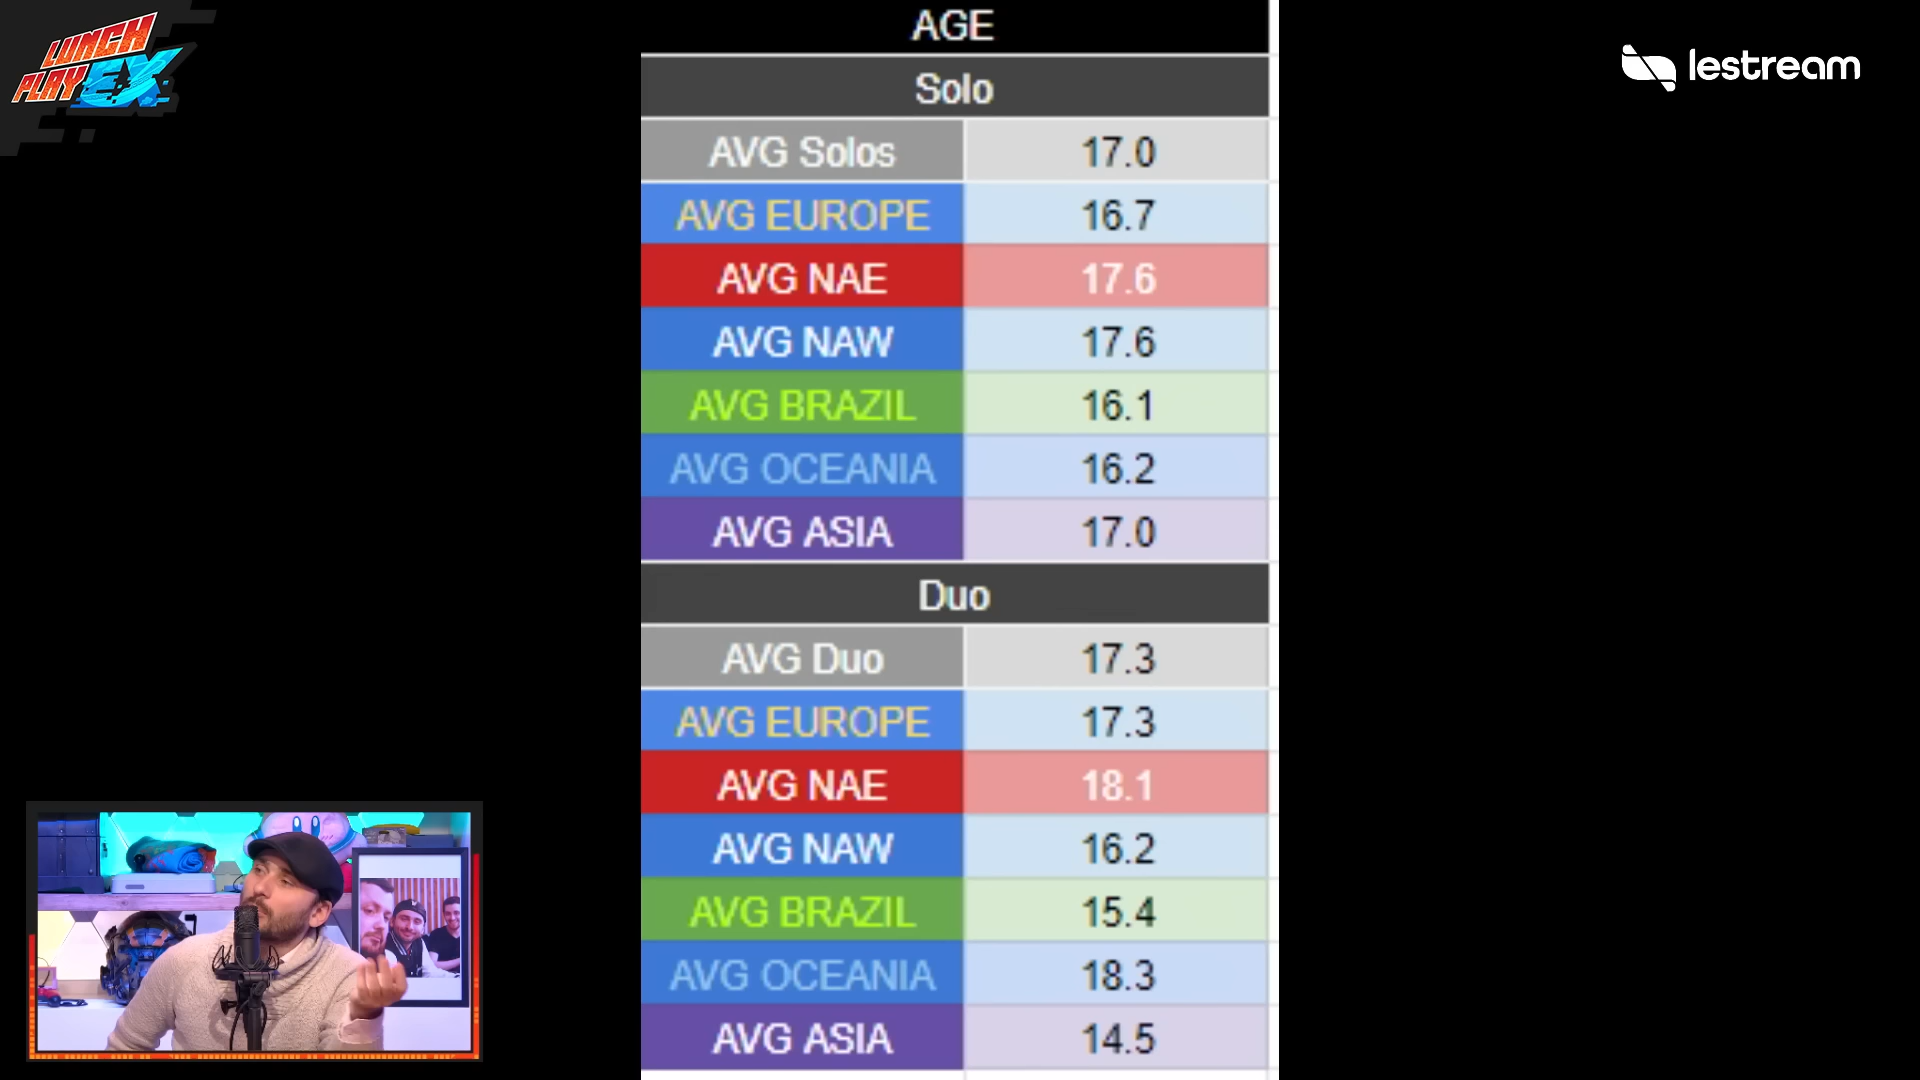 LUNCH
PLAY EX
lestream
AGE
Solo
AVG Solos 17.0
AVG EUROPE 16.7
AVG NAE 17.6
AVG NAW 17.6
AVG BRAZIL 16.1
AVG OCEANIA 16.2
AVG ASIA 17.0
Duo
AVG Duo 17.3
AVG EUROPE 17.3
AVG NAE 18.1
AVG NAW 16.2
AVG BRAZIL 15.4
AVG OCEANIA 18.3
AVG ASIA 14.5